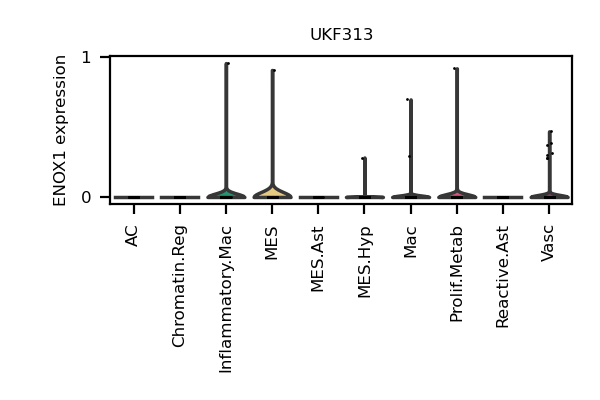 UKF313
ENOX1 expression
1
0
AC
Chromatin.Reg
Inflammatory.Mac
MES
MES.Ast
MES.Hyp
Mac
Prolif.Metab
Reactive.Ast
Vasc